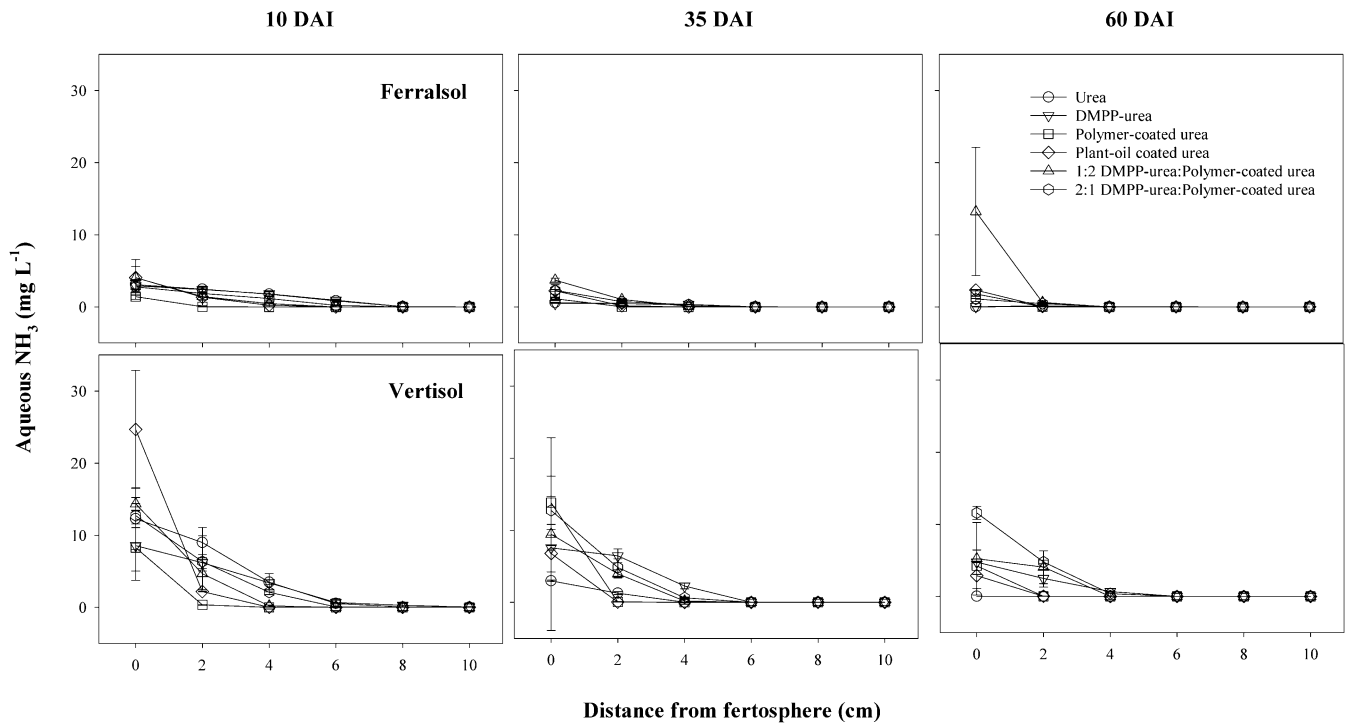 10 DAI
35 DAI
60 DAI
Aqueous NH3 (mg L-1)
30
20
10
0
Ferralsol
Urea
DMPP-urea
Polymer-coated urea
Plant-oil coated urea
1:2 DMPP-urea:Polymer-coated urea
2:1 DMPP-urea:Polymer-coated urea
30
20
10
0
Vertisol
0 2 4 6 8 10
0 2 4 6 8 10
0 2 4 6 8 10
Distance from fertosphere (cm)